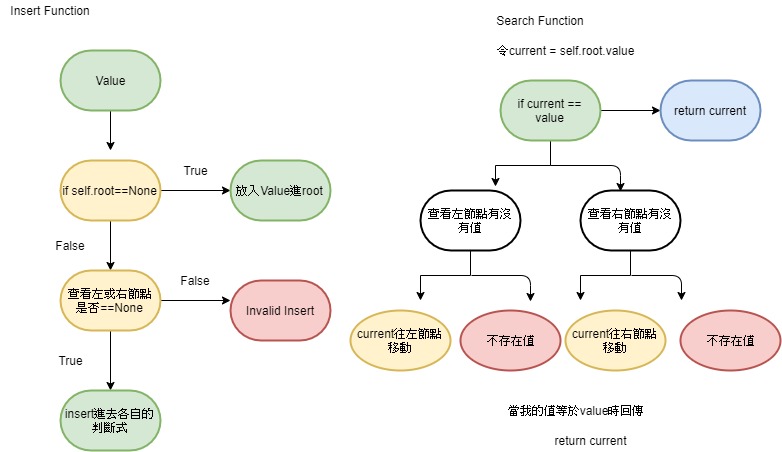 Insert Function
Value
if self.root==None
True
放入Value進root
False
查看左或右節點
是否==None
False
Invalid Insert
True
insert進去各自的
判斷式
Search Function
令current = self.root.value
if current ==
value
return current
查看左節點有沒
有值
查看右節點有沒
有值
current往左節點
移動
不存在值
current往右節點
移動
不存在值
當我的值等於value時回傳
return current